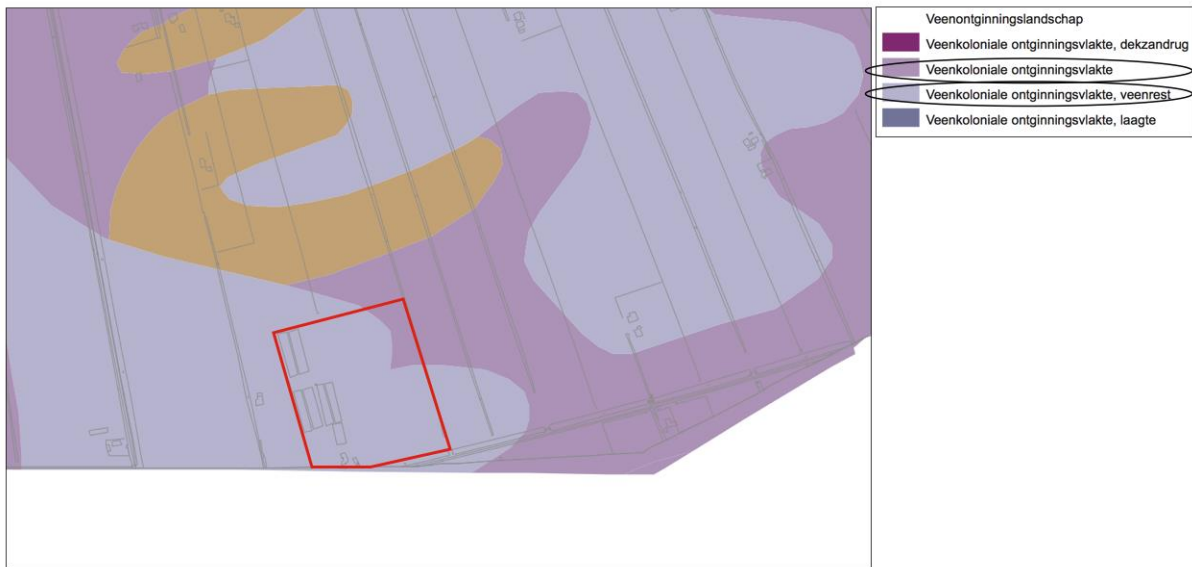 Veenontginningslandschap
Veenkoloniale ontginningsvlakte, dekzandrug
Veenkoloniale ontginningsvlakte
Veenkoloniale ontginningsvlakte, veenrest
Veenkoloniale ontginningsvlakte, laagte